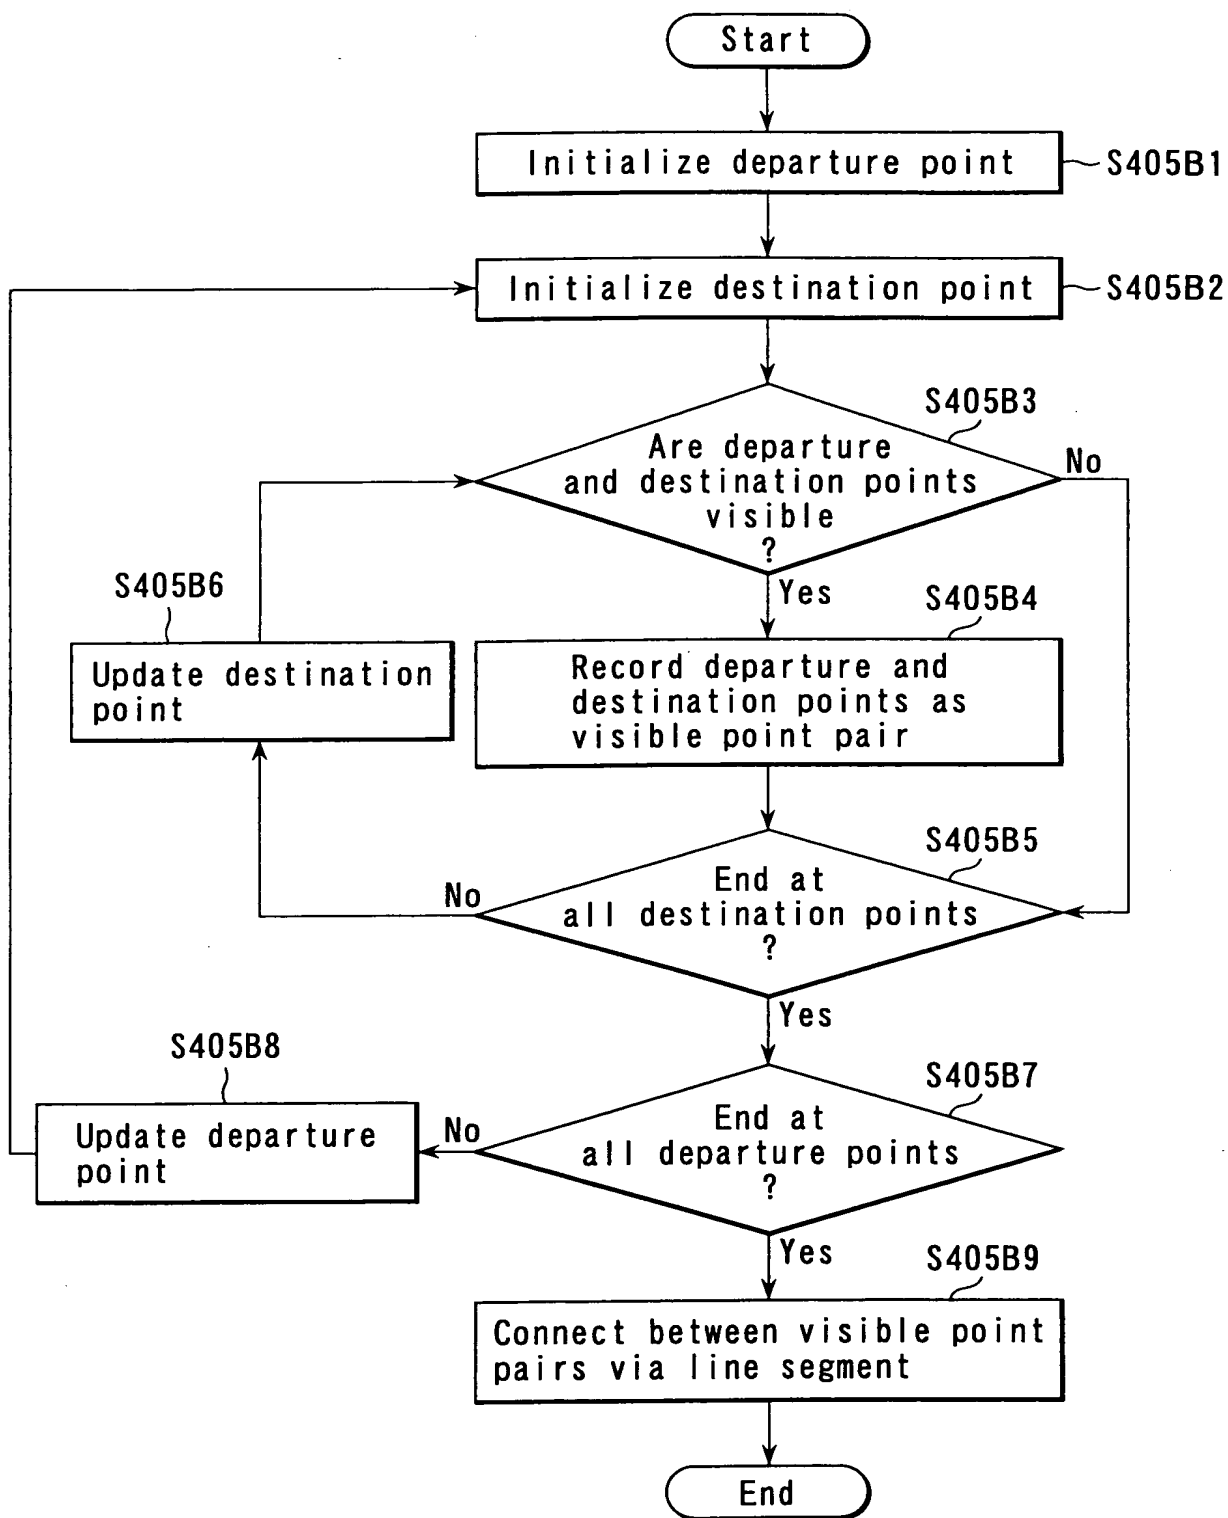 Start
Initialize departure point
S405B1
Initialize destination point
S405B2
S405B3
Are departure
and destination points
visible
?
No
Yes
S405B6
Update destination
point
S405B4
Record departure and
destination points as
visible point pair
S405B5
End at
all destination points
?
No
Yes
S405B8
Update departure
point
S405B7
End at
all departure points
?
No
Yes
S405B9
Connect between visible point
pairs via line segment
End